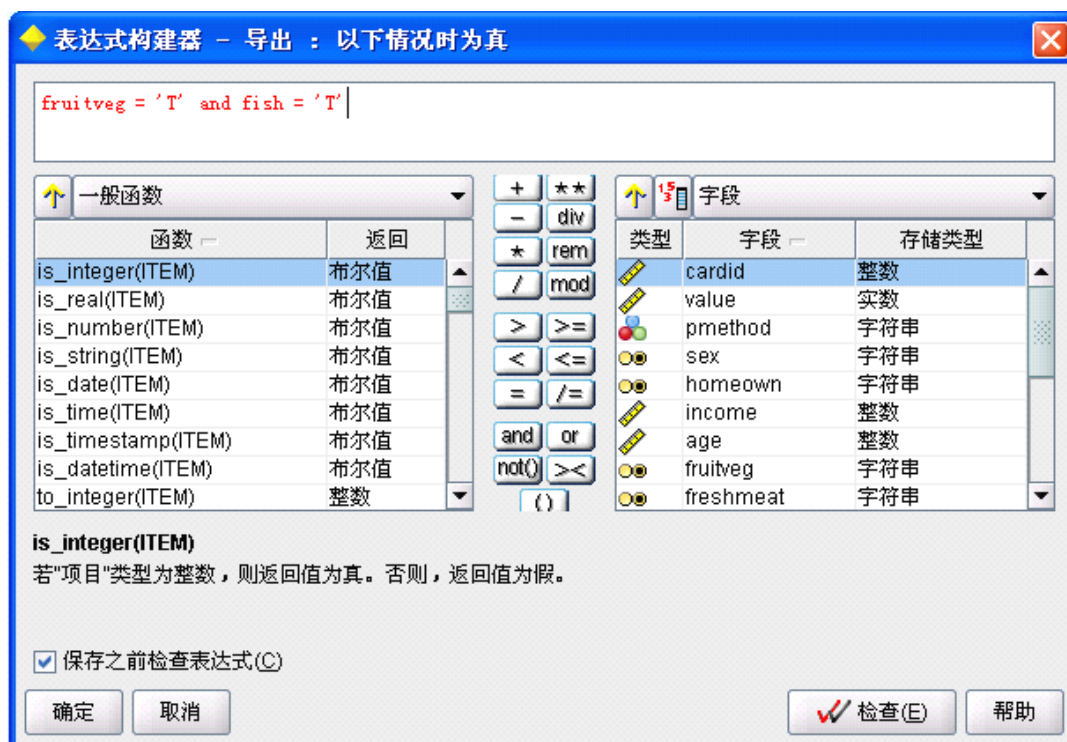 表达式构建器 - 导出 : 以下情况时为真
fruitveg = 'T' and fish = 'T'
一般函数
函数 返回
is_integer(ITEM) 布尔值
is_real(ITEM) 布尔值
is_number(ITEM) 布尔值
is_string(ITEM) 布尔值
is_date(ITEM) 布尔值
is_time(ITEM) 布尔值
is_timestamp(ITEM) 布尔值
is_datetime(ITEM) 布尔值
to_integer(ITEM) 整数
+ **
- div
* rem
/ mod
> >=
< <=
= /=
and or
not() ><
()
字段
类型 字段 存储类型
cardid 整数
value 实数
pmethod 字符串
sex 字符串
homeown 字符串
income 整数
age 整数
fruitveg 字符串
freshmeat 字符串
is_integer(ITEM)
若"项目"类型为整数，则返回值为真。否则，返回值为假。
保存之前检查表达式(C)
确定 取消 检查(E) 帮助